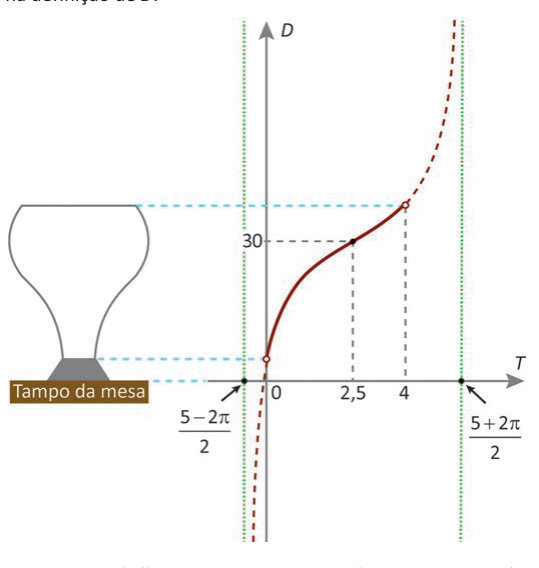 na definição de D.
D
30
T
Tampo da mesa
0
2,5
4
5−2π
2
5+2π
2